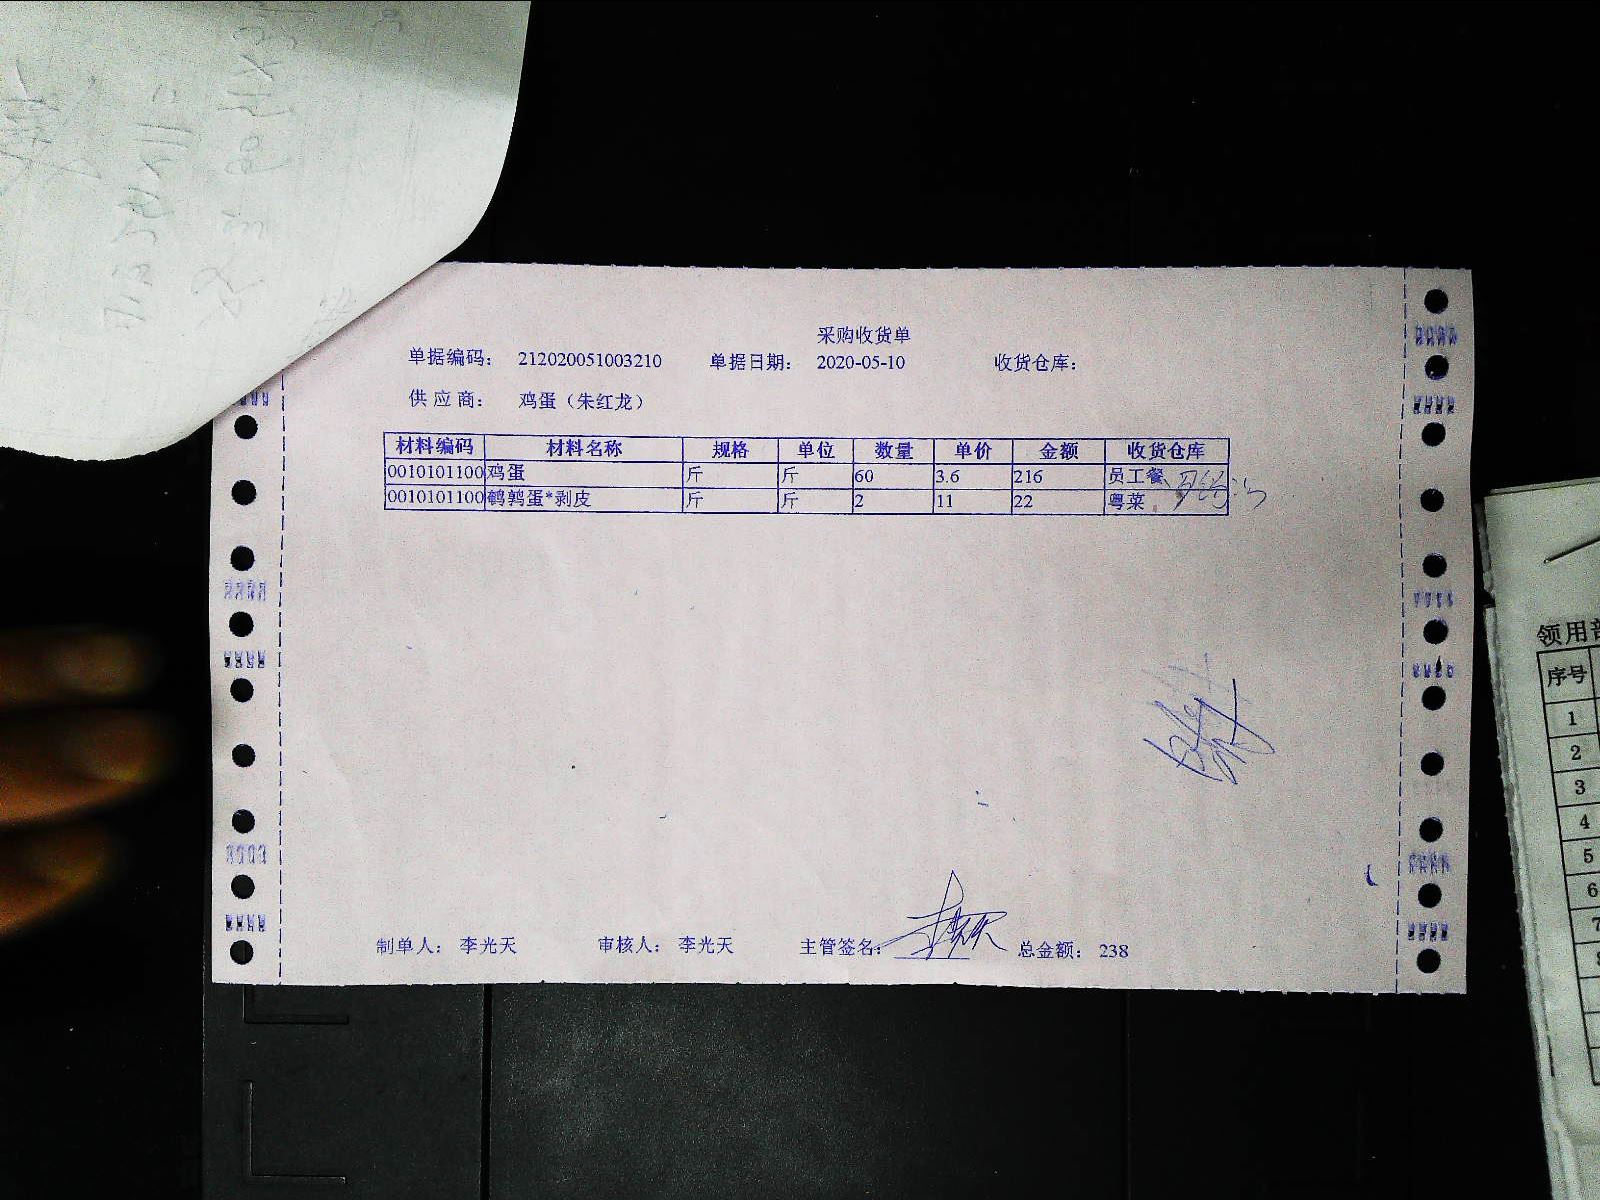 采购收货单
单据编码： 212020051003210 单据日期： 2020-05-10 收货仓库：
供 应 商： 鸡蛋（朱红龙）
材料编码 材料名称 规格 单位 数量 单价 金额 收货仓库
0010101100 鸡蛋 斤 斤 60 3.6 216 员工餐
0010101100 鹌鹑蛋*剥皮 斤 斤 2 11 22 粤菜
制单人： 李光天 审核人： 李光天 主管签名： 总金额： 238
领用
序号
1
2
3
4
5
6
7
8